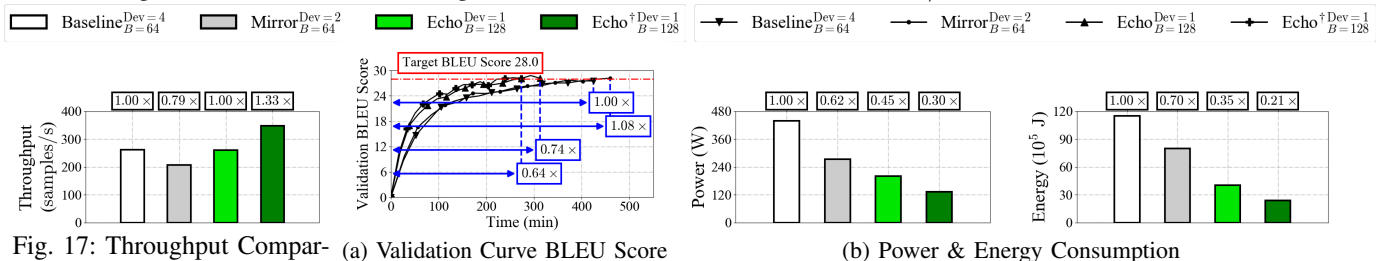 Baseline^{Dev=4}_{B=64} Mirror^{Dev=2}_{B=64} Echo^{Dev=1}_{B=128} Echo†^{Dev=1}_{B=128}
Baseline^{Dev=4}_{B=64} Mirror^{Dev=2}_{B=64} Echo^{Dev=1}_{B=128} Echo†^{Dev=1}_{B=128}
1.00 × 0.79 × 1.00 × 1.33 ×
Throughput
(samples/s)
400
300
200
100
0
Fig. 17: Throughput Compar-
Target BLEU Score 28.0
Validation BLEU Score
30
24
18
12
6
0
1.00 ×
1.08 ×
0.74 ×
0.64 ×
0 100 200 300 400 500
Time (min)
(a) Validation Curve BLEU Score
1.00 × 0.62 × 0.45 × 0.30 ×
Power (W)
480
360
240
120
0
1.00 × 0.70 × 0.35 × 0.21 ×
Energy (10⁵ J)
120
90
60
30
0
(b) Power & Energy Consumption